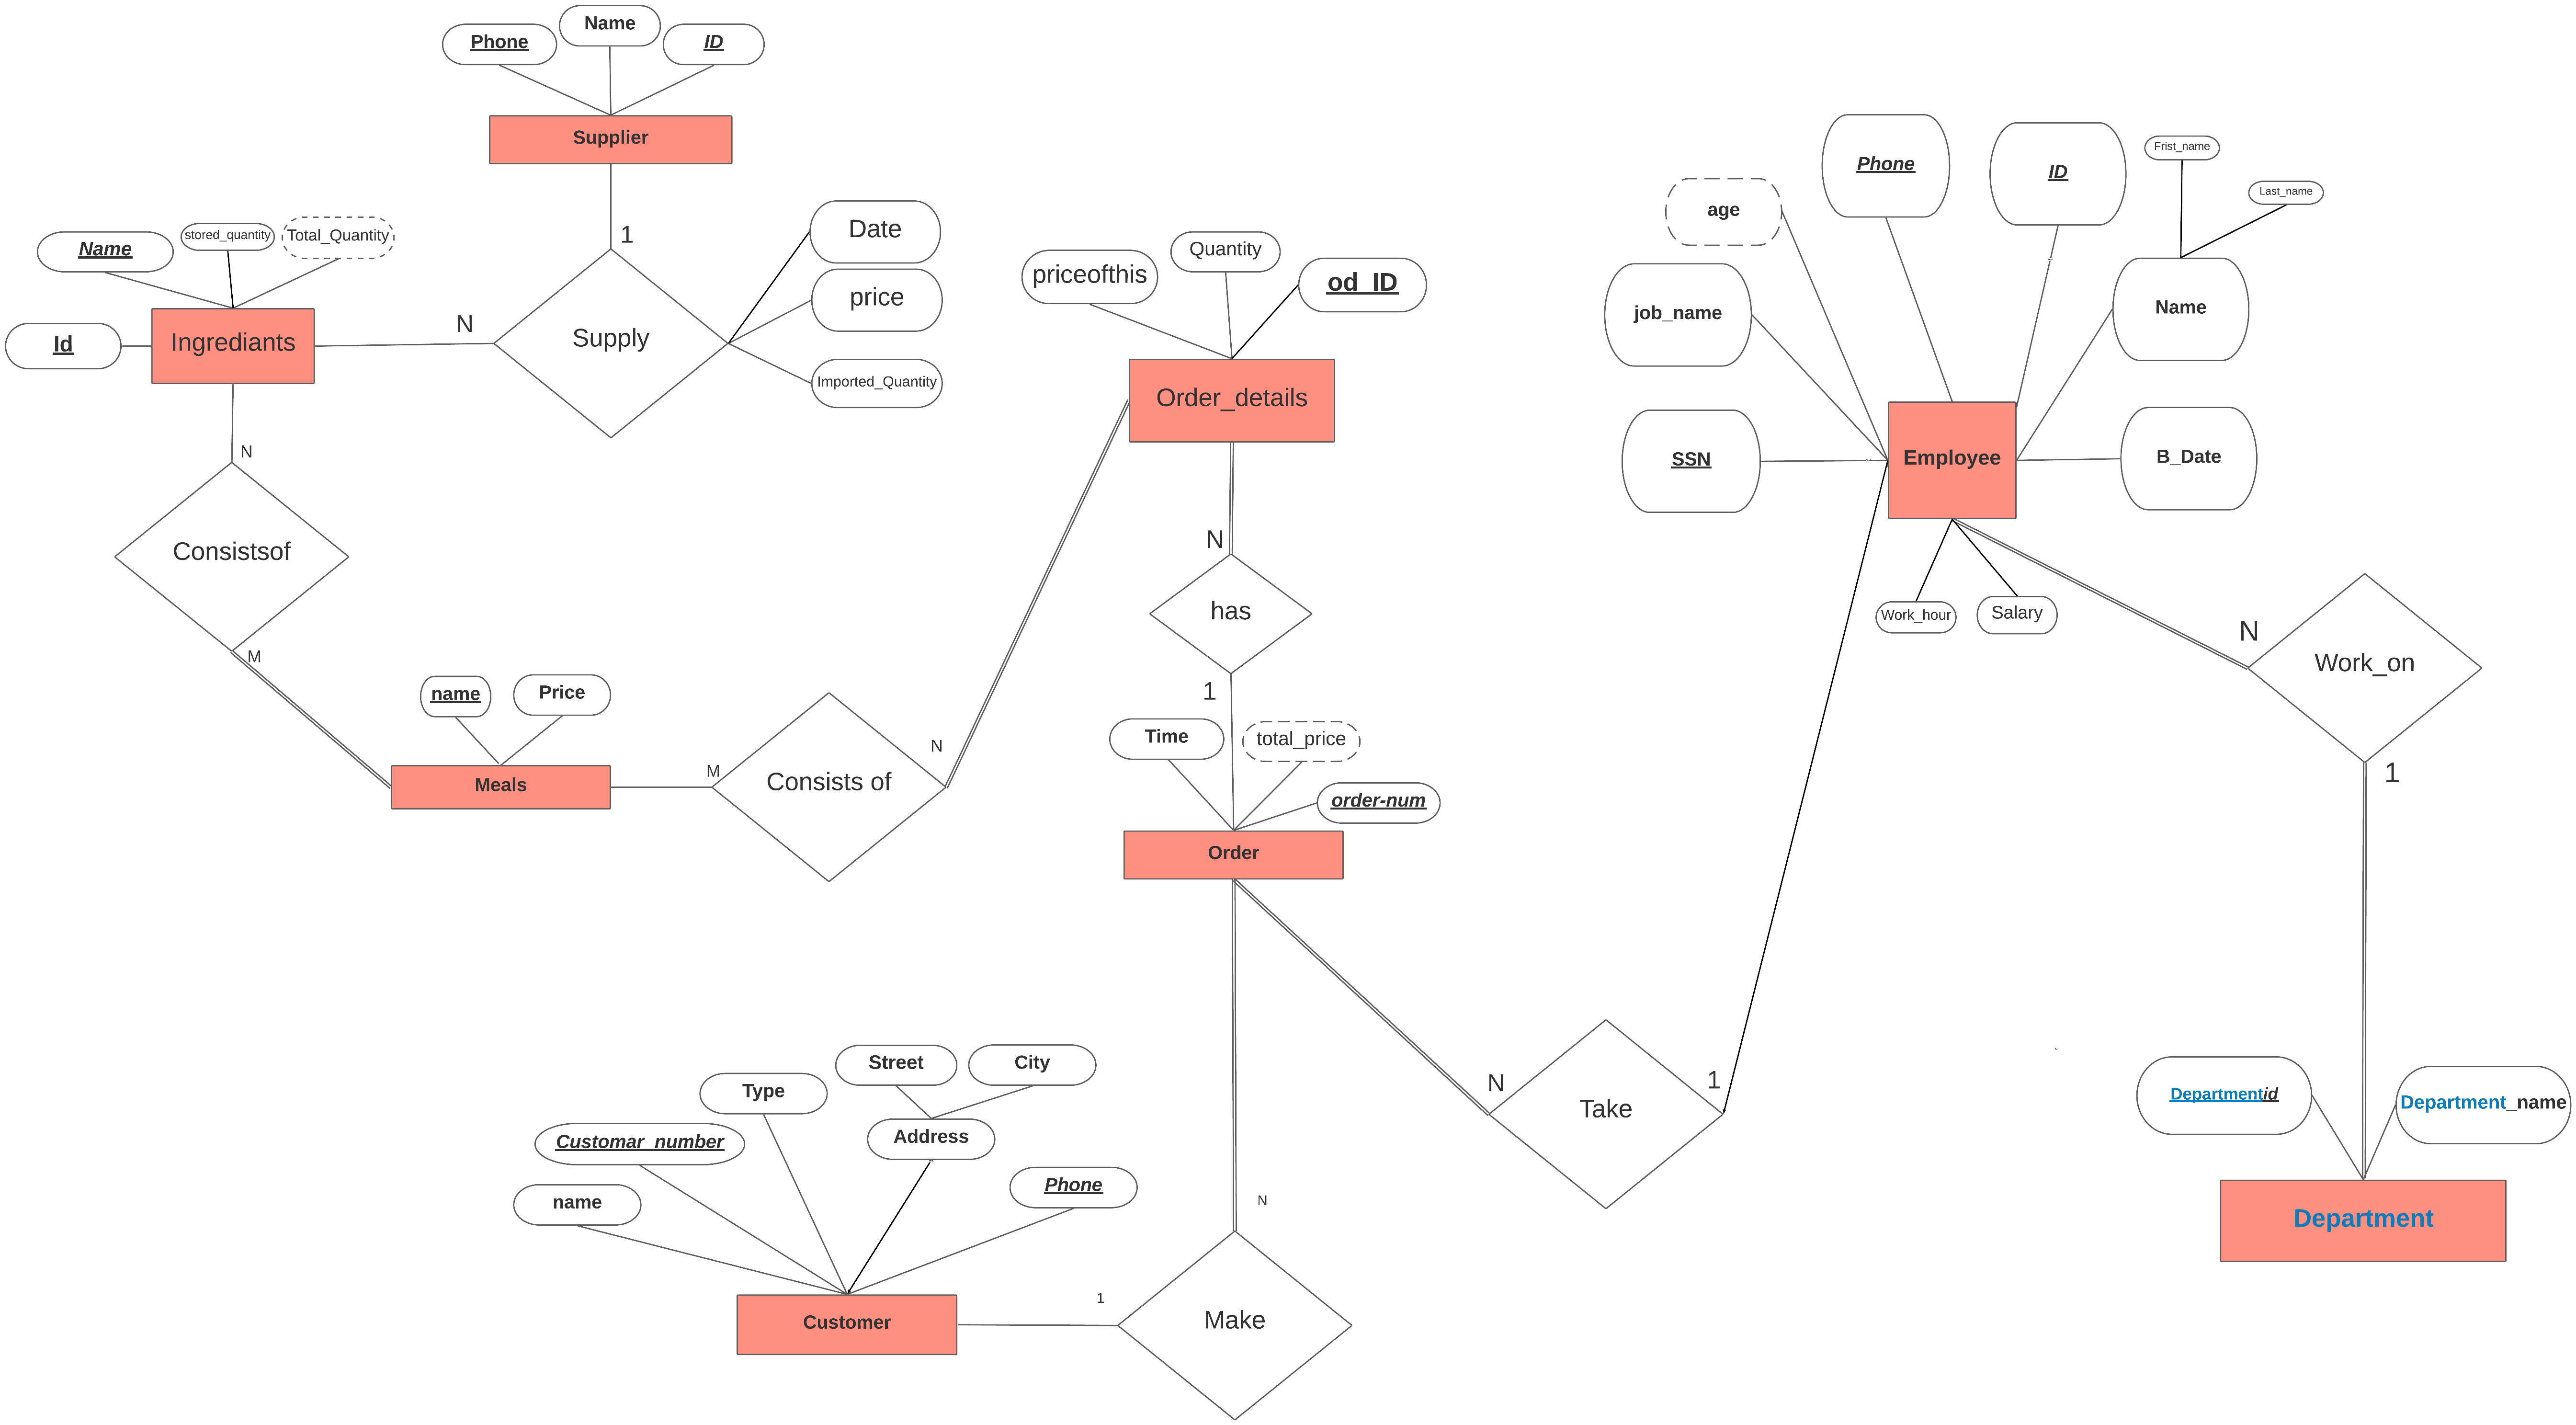 Phone
Name
ID
Supplier
1
Name
stored_quantity
Total_Quantity
Id
Ingrediants
N
Supply
Date
price
Imported_Quantity
N
Consistsof
M
name
Price
Meals
M
Consists of
N
priceofthis
Quantity
od_ID
Order_details
N
has
1
Time
total_price
order-num
Order
age
Phone
ID
Frist_name
Last_name
job_name
Name
SSN
Employee
B_Date
Work_hour
Salary
N
Work_on
1
Departmentid
Department_name
Department
N
Take
1
Street
City
Type
Address
Customar_number
Phone
name
N
1
Customer
Make